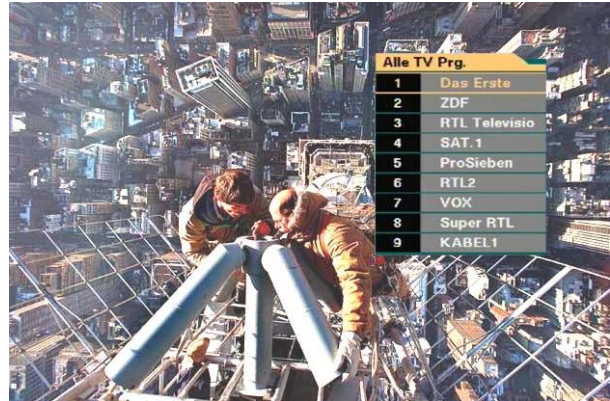 Alle TV Prg.
1 Das Erste
2 ZDF
3 RTL Televisio
4 SAT.1
5 ProSieben
6 RTL2
7 VOX
8 Super RTL
9 KABEL1